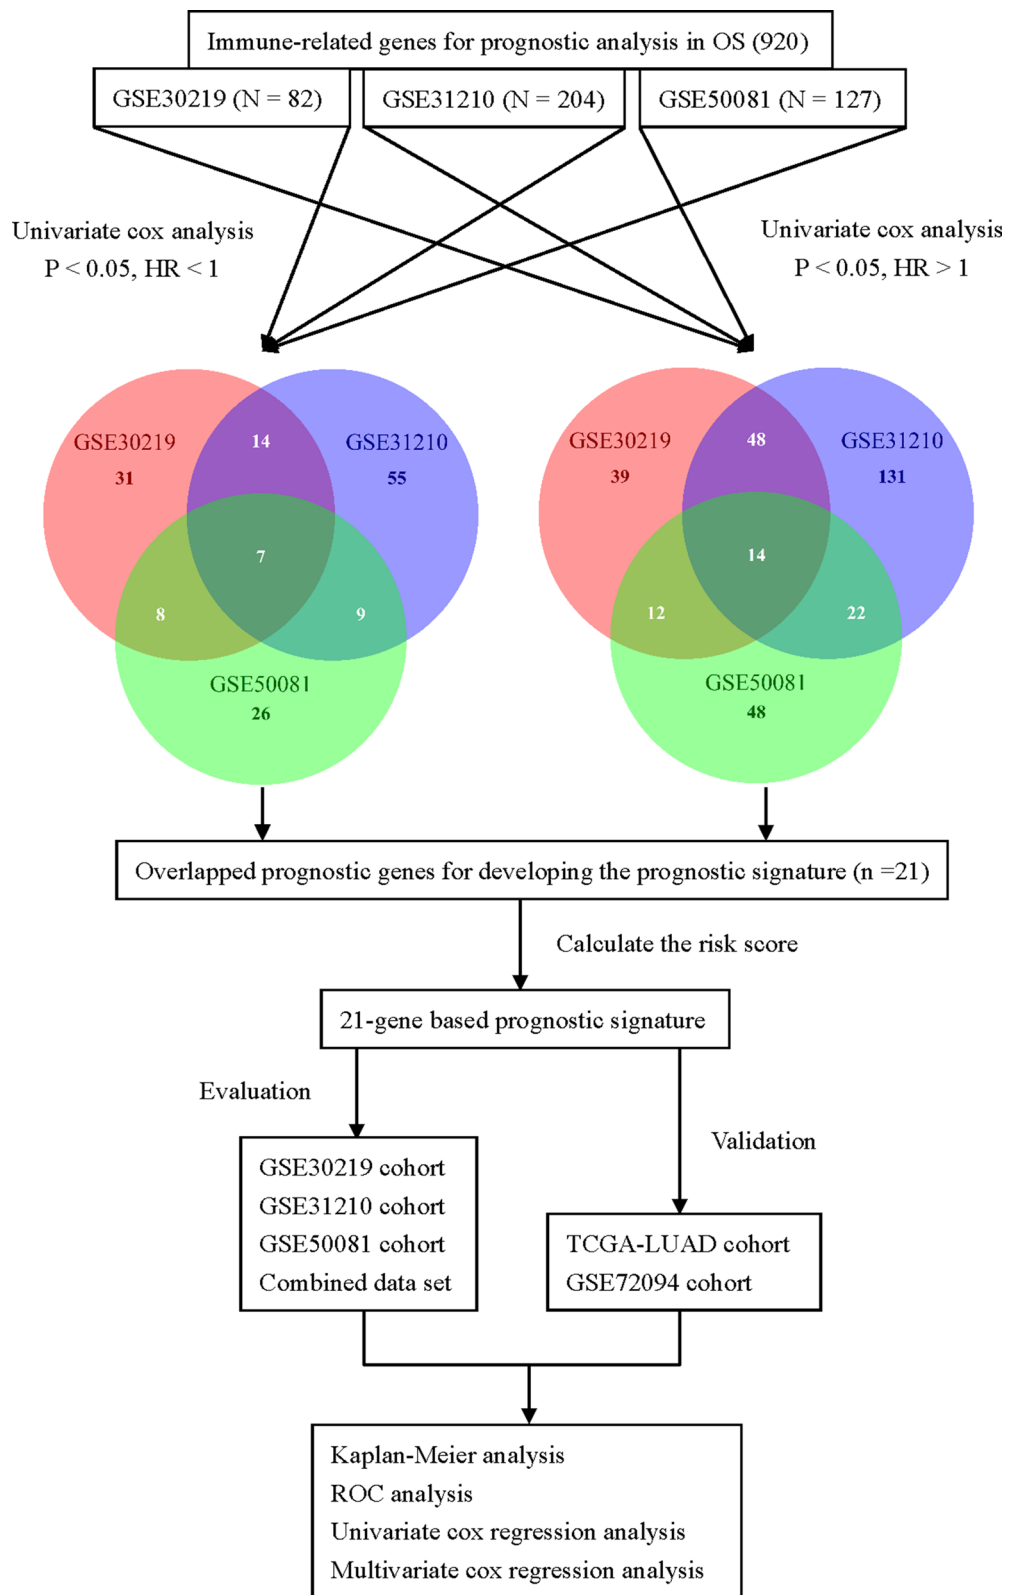 Immune-related genes for prognostic analysis in OS (920)
GSE30219 (N = 82)
GSE31210 (N = 204)
GSE50081 (N = 127)
Univariate cox analysis
P < 0.05, HR < 1
Univariate cox analysis
P < 0.05, HR > 1
GSE30219
31
14
GSE31210
55
7
8
9
GSE50081
26
GSE30219
39
48
GSE31210
131
14
12
22
GSE50081
48
Overlapped prognostic genes for developing the prognostic signature (n =21)
Calculate the risk score
21-gene based prognostic signature
Evaluation
Validation
GSE30219 cohort
GSE31210 cohort
GSE50081 cohort
Combined data set
TCGA-LUAD cohort
GSE72094 cohort
Kaplan-Meier analysis
ROC analysis
Univariate cox regression analysis
Multivariate cox regression analysis